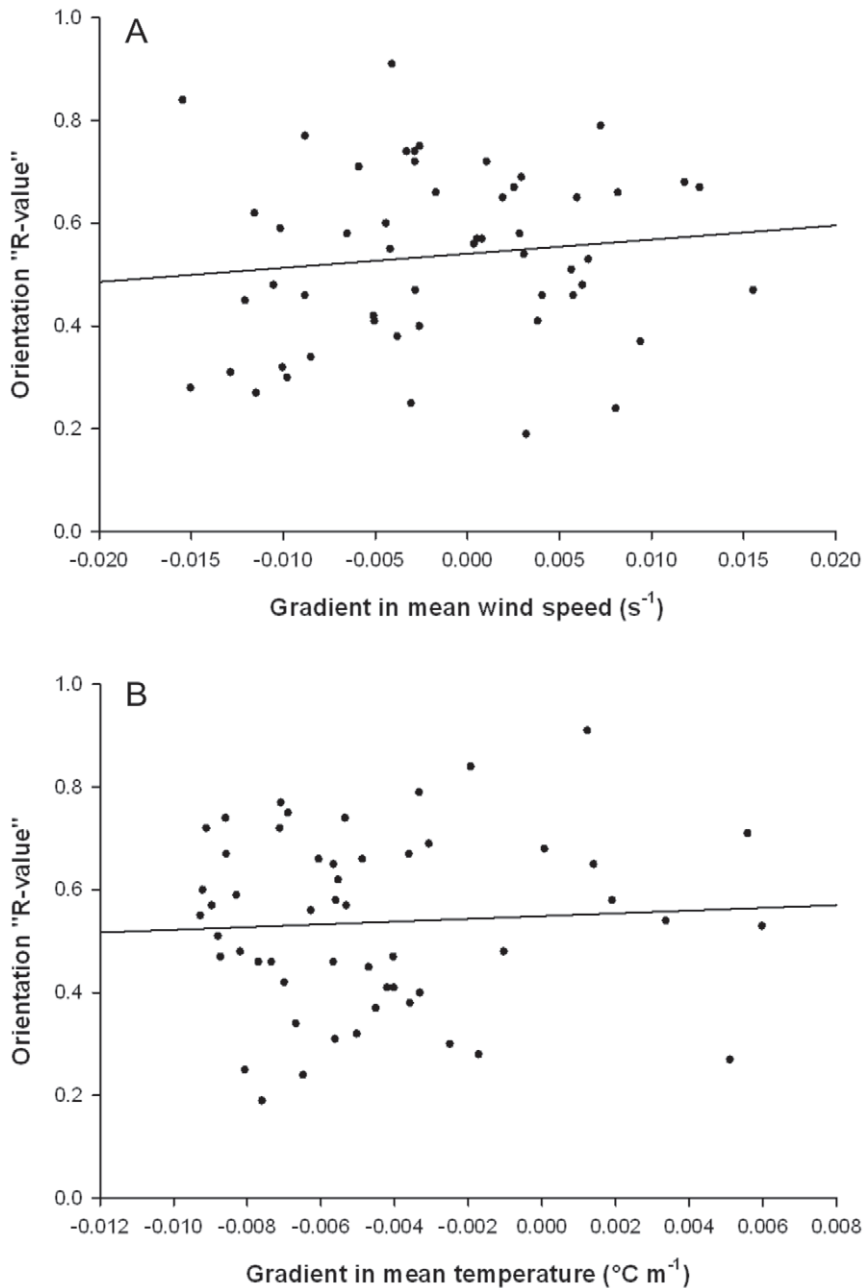 A
1.0
0.8
0.6
0.4
0.2
0.0
Orientation "R-value"
-0.020 -0.015 -0.010 -0.005 0.000 0.005 0.010 0.015 0.020
Gradient in mean wind speed (s⁻¹)
B
1.0
0.8
0.6
0.4
0.2
0.0
Orientation "R-value"
-0.012 -0.010 -0.008 -0.006 -0.004 -0.002 0.000 0.002 0.004 0.006 0.008
Gradient in mean temperature (°C m⁻¹)